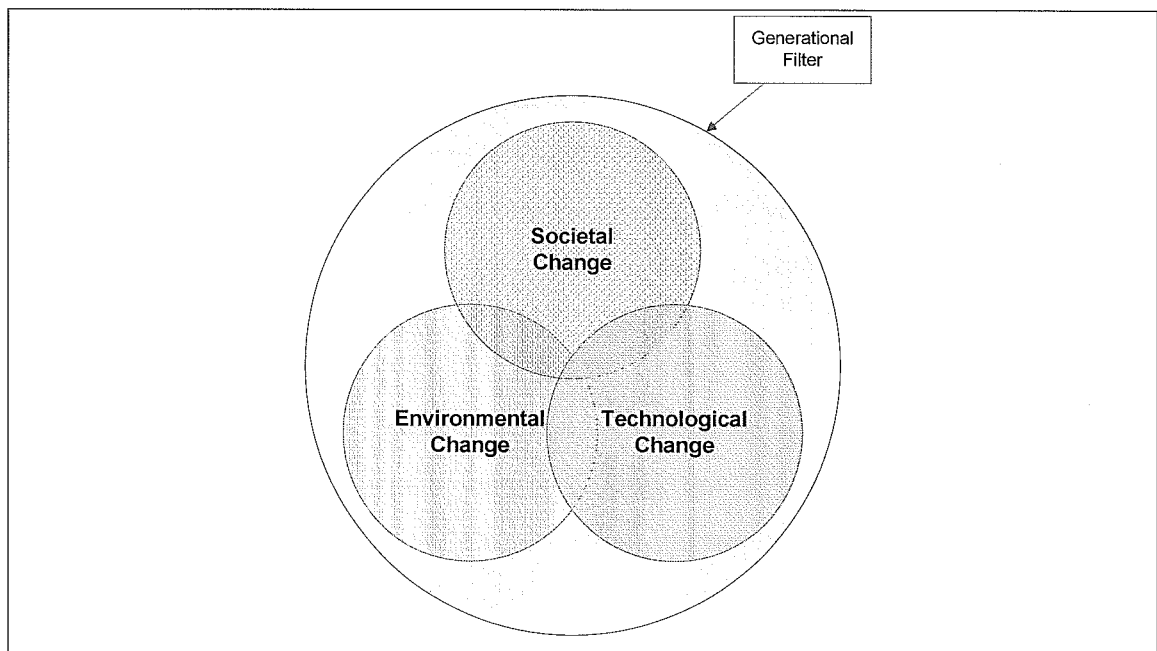 Generational
Filter
Societal
Change
Environmental
Change
Technological
Change